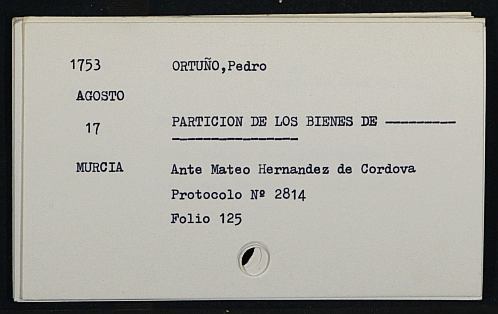 1753 ORTUÑO,Pedro
AGOSTO
17 PARTICION DE LOS BIENES DE ---------
----------------
MURCIA Ante Mateo Hernandez de Cordova
Protocolo Nº 2814
Folio 125